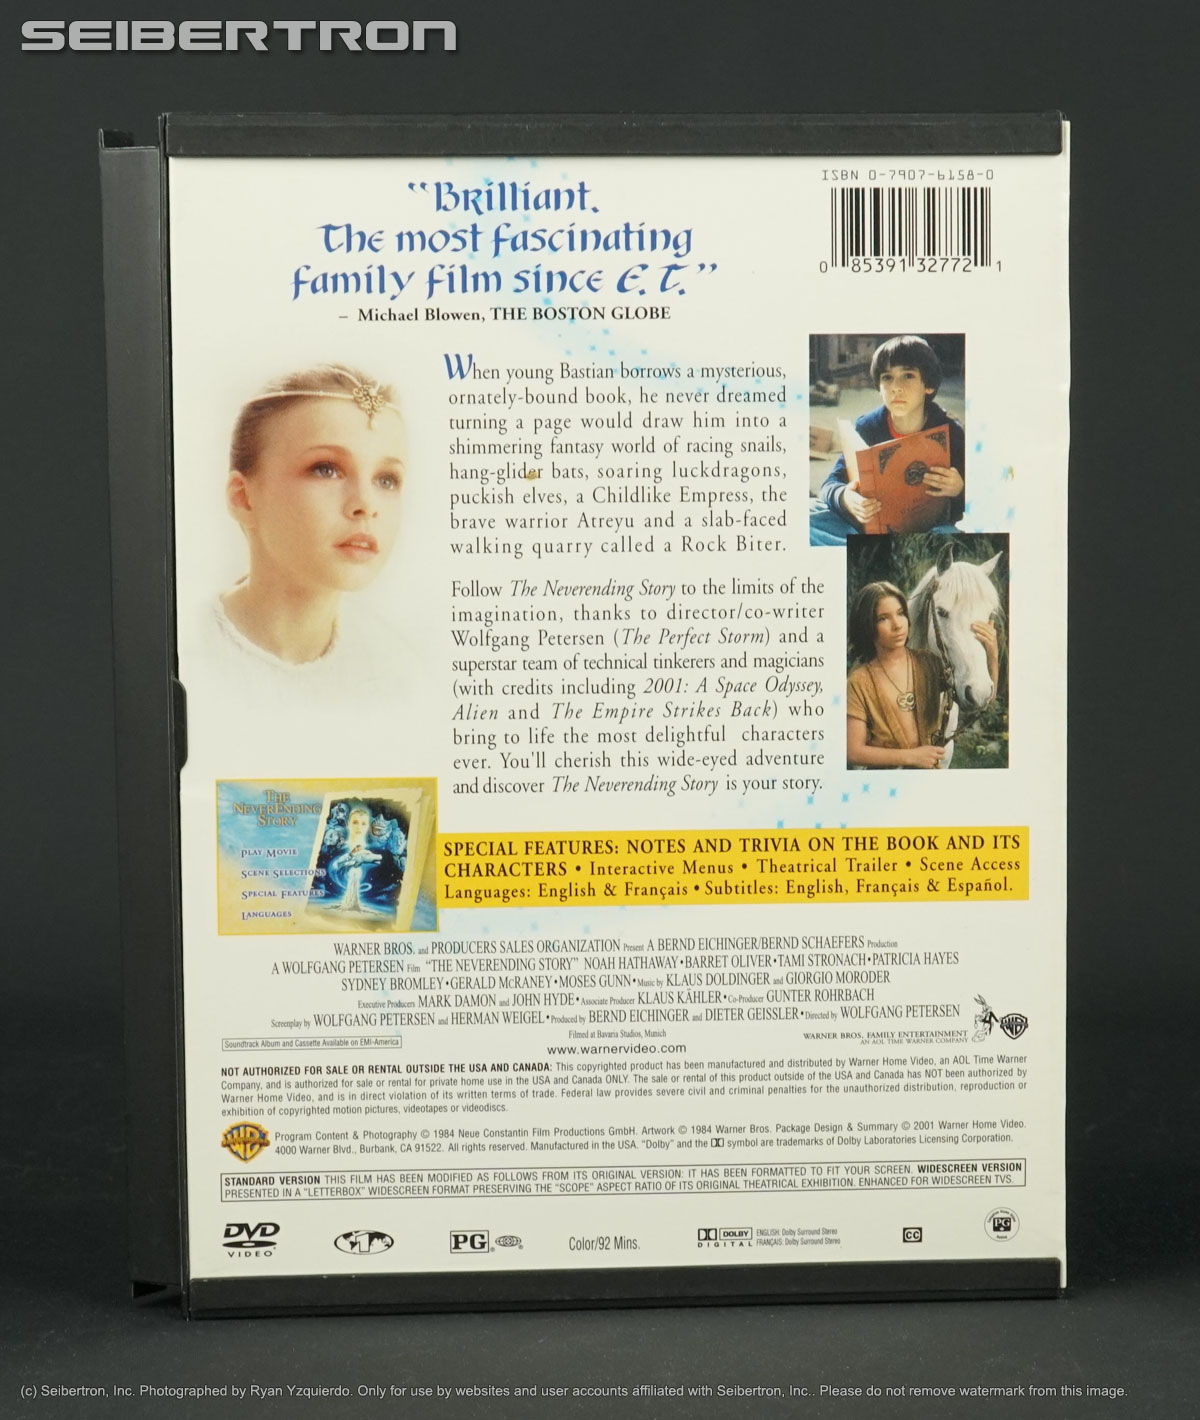 SEIBERTRON
ISBN 0-7907-6158-0
0 85391 32772 1
"Brilliant.
The most fascinating
family film since E.T."
– Michael Blowen, THE BOSTON GLOBE
When young Bastian borrows a mysterious,
ornately-bound book, he never dreamed
turning a page would draw him into a
shimmering fantasy world of racing snails,
hang-glider bats, soaring luckdragons,
puckish elves, a Childlike Empress, the
brave warrior Atreyu and a slab-faced
walking quarry called a Rock Biter.
Follow The Neverending Story to the limits of the
imagination, thanks to director/co-writer
Wolfgang Petersen (The Perfect Storm) and a
superstar team of technical tinkerers and magicians
(with credits including 2001: A Space Odyssey,
Alien and The Empire Strikes Back) who
bring to life the most delightful characters
ever. You'll cherish this wide-eyed adventure
and discover The Neverending Story is your story.
THE
NEVERENDING
STORY
PLAY MOVIE
SCENE SELECTIONS
SPECIAL FEATURES
LANGUAGES
SPECIAL FEATURES: NOTES AND TRIVIA ON THE BOOK AND ITS
CHARACTERS • Interactive Menus • Theatrical Trailer • Scene Access
Languages: English & Français • Subtitles: English, Français & Español.
WARNER BROS. and PRODUCERS SALES ORGANIZATION Present A BERND EICHINGER/BERND SCHAEFERS Production
A WOLFGANG PETERSEN Film "THE NEVERENDING STORY" NOAH HATHAWAY•BARRET OLIVER•TAMI STRONACH•PATRICIA HAYES
SYDNEY BROMLEY•GERALD McRANEY•MOSES GUNN•Music by KLAUS DOLDINGER and GIORGIO MORODER
Executive Producers MARK DAMON and JOHN HYDE•Associate Producer KLAUS KÄHLER•Co-Producer GUNTER ROHRBACH
Screenplay by WOLFGANG PETERSEN and HERMAN WEIGEL•Produced by BERND EICHINGER and DIETER GEISSLER•Directed by WOLFGANG PETERSEN
Filmed at Bavaria Studios, Munich
WARNER BROS. FAMILY ENTERTAINMENT
AN AOL TIME WARNER COMPANY
Soundtrack Album and Cassette Available on EMI-America
www.warnervideo.com
NOT AUTHORIZED FOR SALE OR RENTAL OUTSIDE THE USA AND CANADA: This copyrighted product has been manufactured and distributed by Warner Home Video, an AOL Time Warner
Company, and is authorized for sale or rental for private home use in the USA and Canada ONLY. The sale or rental of this product outside of the USA and Canada has NOT been authorized by
Warner Home Video, and is in direct violation of its written terms of trade. Federal law provides severe civil and criminal penalties for the unauthorized distribution, reproduction or
exhibition of copyrighted motion pictures, videotapes or videodiscs.
Program Content & Photography © 1984 Neue Constantin Film Productions GmbH. Artwork © 1984 Warner Bros. Package Design & Summary © 2001 Warner Home Video.
4000 Warner Blvd., Burbank, CA 91522. All rights reserved. Manufactured in the USA. "Dolby" and the DD symbol are trademarks of Dolby Laboratories Licensing Corporation.
STANDARD VERSION THIS FILM HAS BEEN MODIFIED AS FOLLOWS FROM ITS ORIGINAL VERSION: IT HAS BEEN FORMATTED TO FIT YOUR SCREEN. WIDESCREEN VERSION
PRESENTED IN A "LETTERBOX" WIDESCREEN FORMAT PRESERVING THE "SCOPE" ASPECT RATIO OF ITS ORIGINAL THEATRICAL EXHIBITION. ENHANCED FOR WIDESCREEN TVS.
DVD
VIDEO
1
PG
Color/92 Mins.
DOLBY
DIGITAL
ENGLISH: Dolby Surround Stereo
FRANÇAIS: Dolby Surround Stereo
CC
PG
(c) Seibertron, Inc. Photographed by Ryan Yzquierdo. Only for use by websites and user accounts affiliated with Seibertron, Inc.. Please do not remove watermark from this image.